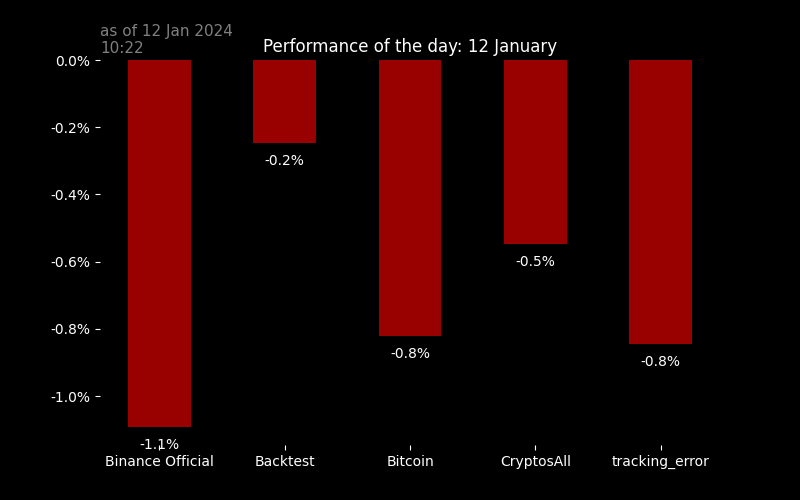 as of 12 Jan 2024
10:22
Performance of the day: 12 January
0.0%
-0.2%
-0.4%
-0.6%
-0.8%
-1.0%
-1.1%
-0.2%
-0.8%
-0.5%
-0.8%
Binance Official
Backtest
Bitcoin
CryptosAll
tracking_error